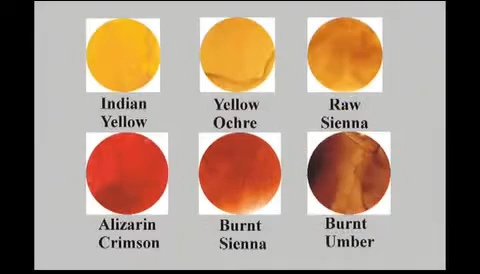 Indian
Yellow
Yellow
Ochre
Raw
Sienna
Alizarin
Crimson
Burnt
Sienna
Burnt
Umber